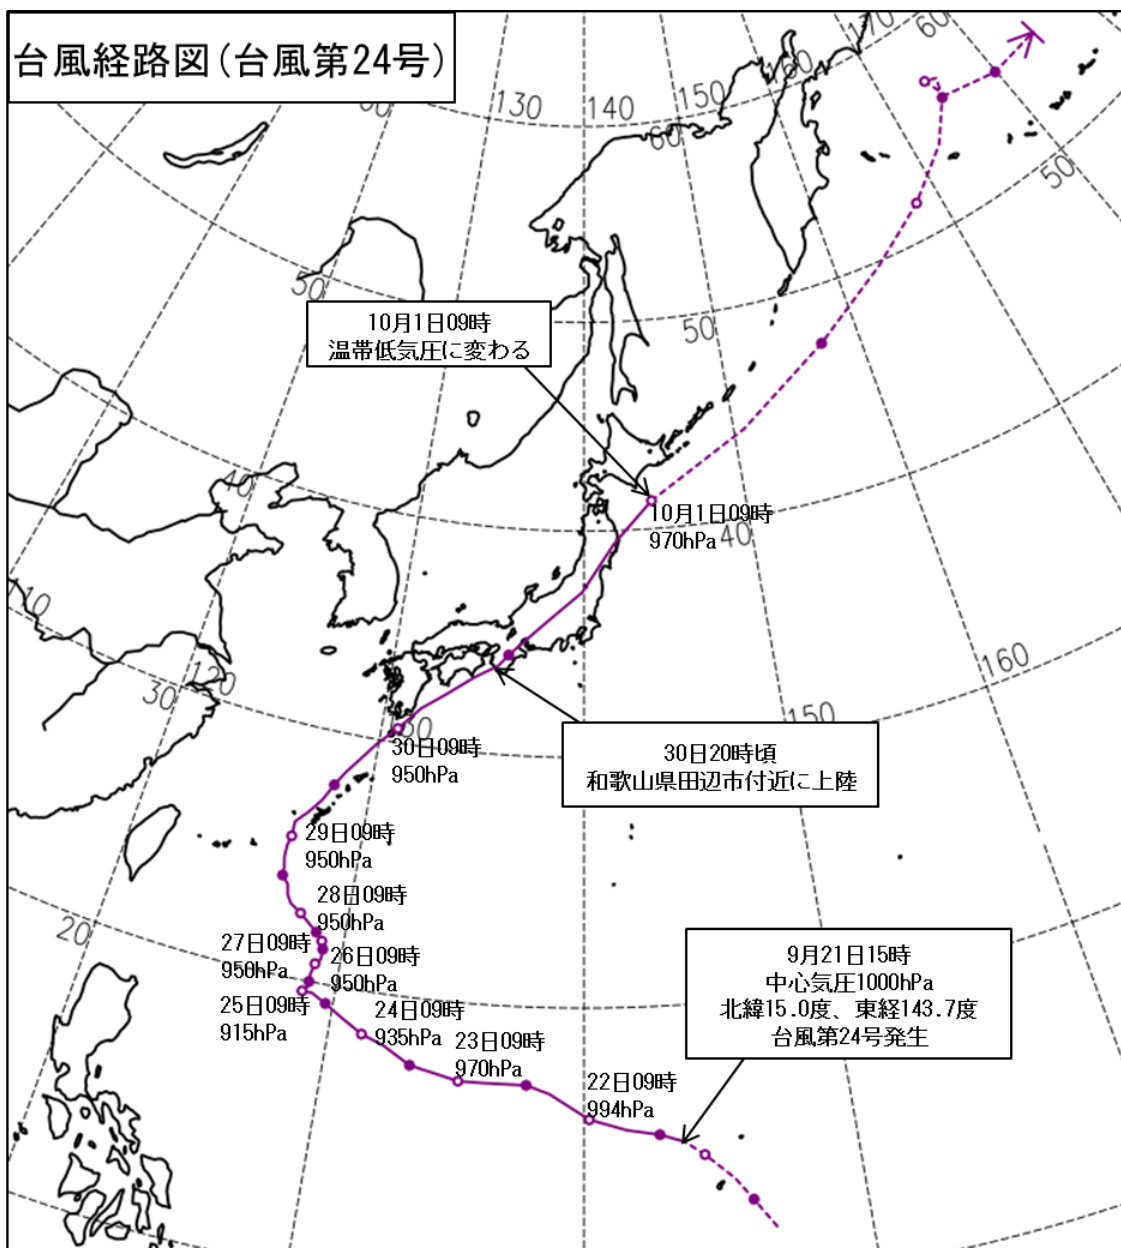 台風経路図(台風第24号)
130
140
150
160
170
60
60
50
50
50
10月1日09時
温帯低気圧に変わる
40
10月1日09時
970hPa
40
110
120
30
160
150
30日20時頃
和歌山県田辺市付近に上陸
30日09時
950hPa
29日09時
950hPa
28日09時
950hPa
20
27日09時
950hPa
26日09時
950hPa
25日09時
915hPa
24日09時
935hPa
23日09時
970hPa
22日09時
994hPa
9月21日15時
中心気圧1000hPa
北緯15.0度、東経143.7度
台風第24号発生